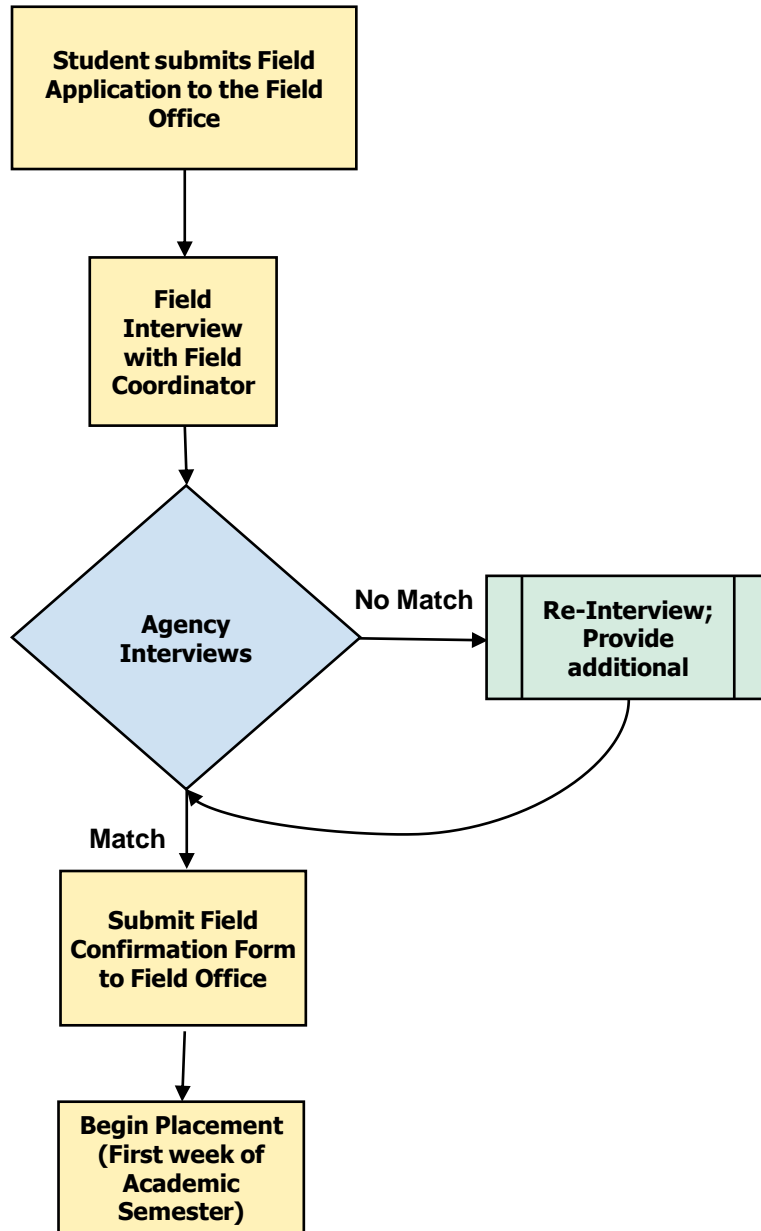 Student submits Field
Application to the Field
Office
Field
Interview
with Field
Coordinator
Agency
Interviews
No Match
Re-Interview;
Provide
additional
Match
Submit Field
Confirmation Form
to Field Office
Begin Placement
(First week of
Academic
Semester)